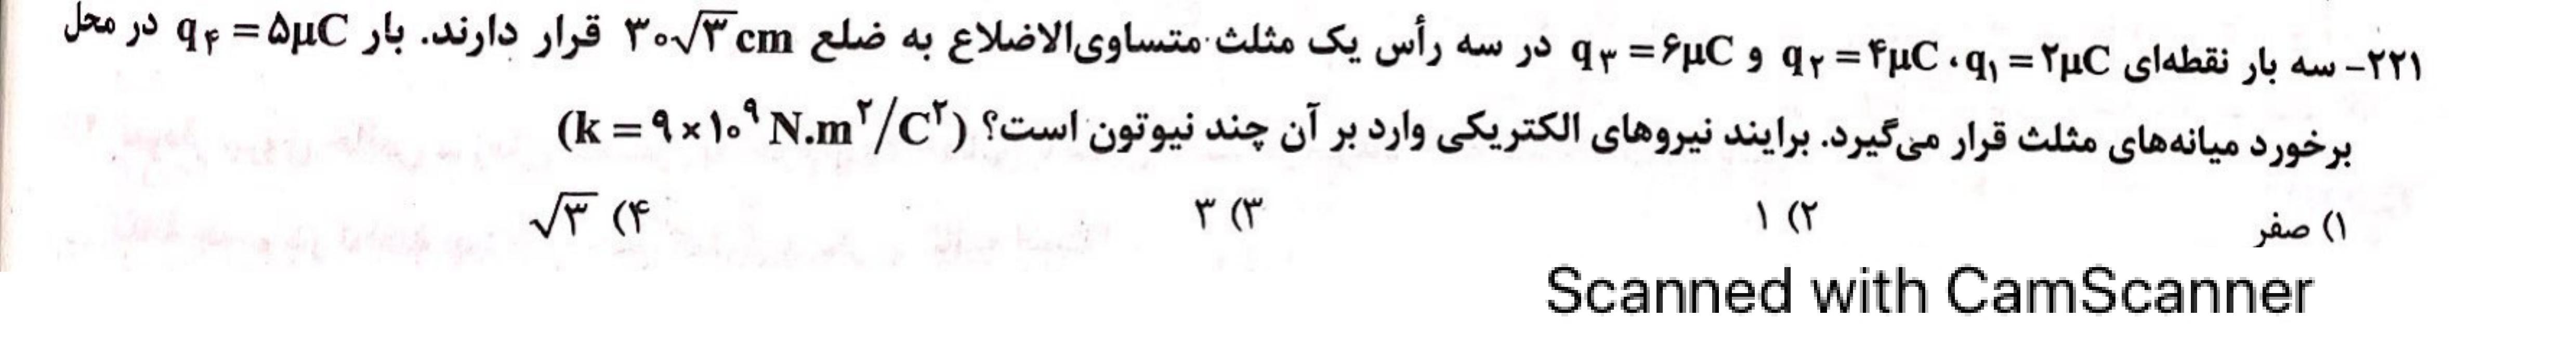 ۲۲۱- سه بار نقطه‌ای q₁ = ۲μC، q₂ = ۴μC و q₃ = ۶μC در سه رأس یک مثلث متساوی‌الاضلاع به ضلع ۳۰√۳ cm قرار دارند. بار q₄ = ۵μC در محل
برخورد میانه‌های مثلث قرار می‌گیرد. برایند نیروهای الکتریکی وارد بر آن چند نیوتون است؟ (k = ۹×۱۰⁹ N.m²/C²)
۱) صفر ۲) ۱ ۳) ۳ ۴) √۳
Scanned with CamScanner